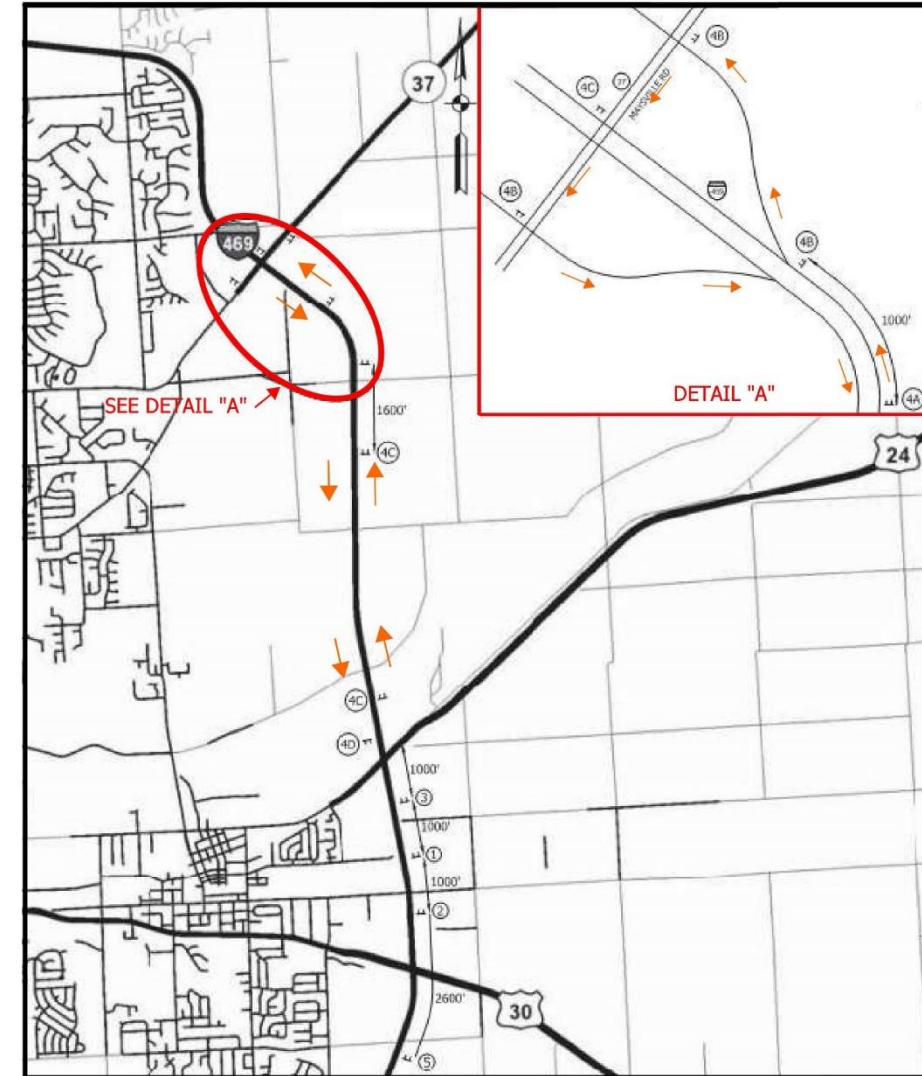 37
469
SEE DETAIL "A"
1600'
4C
24
4C
4D
1000'
3
1000'
1
1000'
2
2600'
30
5
4B
4C
37
MAYSVILLE RD
4B
469
4B
1000'
4A
DETAIL "A"